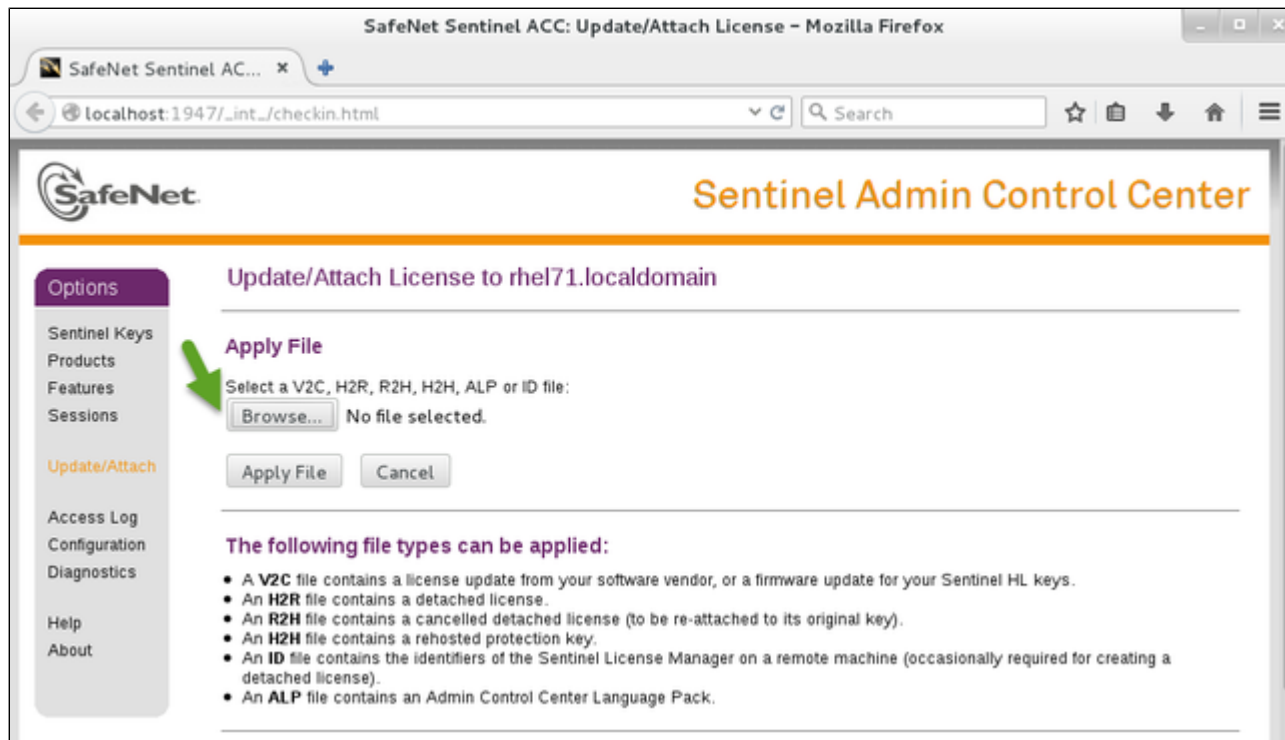 SafeNet Sentinel ACC: Update/Attach License – Mozilla Firefox
SafeNet Sentinel AC...
localhost:1947/_int_/checkin.html
Search
SafeNet.
Sentinel Admin Control Center
Options
Sentinel Keys
Products
Features
Sessions
Update/Attach
Access Log
Configuration
Diagnostics
Help
About
Update/Attach License to rhel71.localdomain
Apply File
Select a V2C, H2R, R2H, H2H, ALP or ID file:
Browse... No file selected.
Apply File Cancel
The following file types can be applied:
• A V2C file contains a license update from your software vendor, or a firmware update for your Sentinel HL keys.
• An H2R file contains a detached license.
• An R2H file contains a cancelled detached license (to be re-attached to its original key).
• An H2H file contains a rehosted protection key.
• An ID file contains the identifiers of the Sentinel License Manager on a remote machine (occasionally required for creating a
detached license).
• An ALP file contains an Admin Control Center Language Pack.